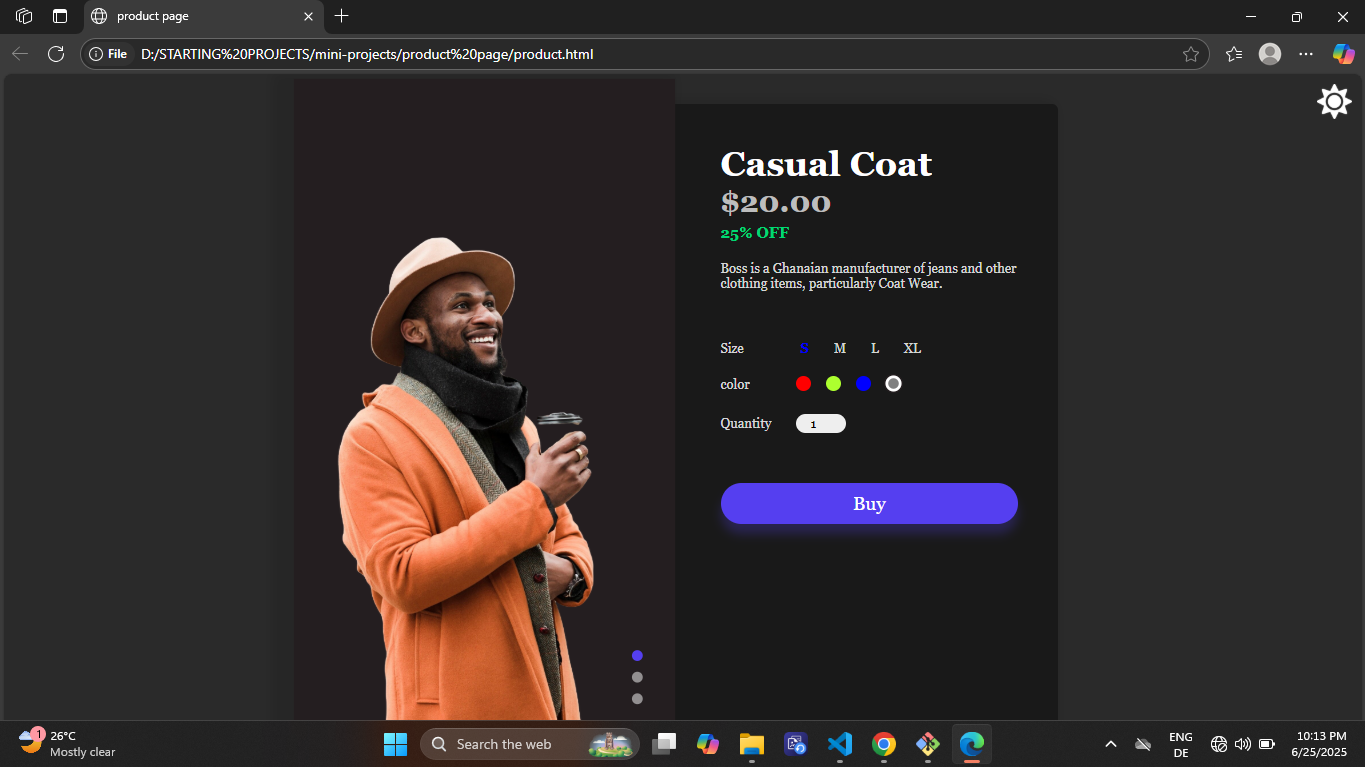 product page
File
D:/STARTING%20PROJECTS/mini-projects/product%20page/product.html
Casual Coat
$20.00
25% OFF
Boss is a Ghanaian manufacturer of jeans and other
clothing items, particularly Coat Wear.
Size S M L XL
color
Quantity 1
Buy
1
26°C
Mostly clear
Search the web
ENG
DE
10:13 PM
6/25/2025